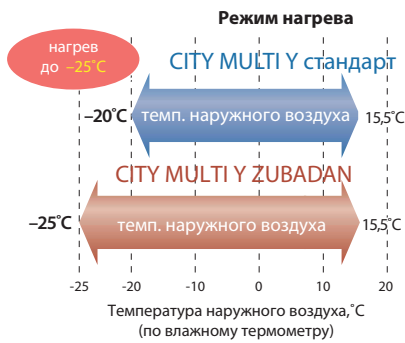 Режим нагрева
нагрев
до –25˚C
CITY MULTI Y стандарт
–20˚C
темп. наружного воздуха
15,5˚C
CITY MULTI Y ZUBADAN
–25˚C
темп. наружного воздуха
15,5˚C
-25 -20 -10 0 10 20
Температура наружного воздуха,˚C
(по влажному термометру)